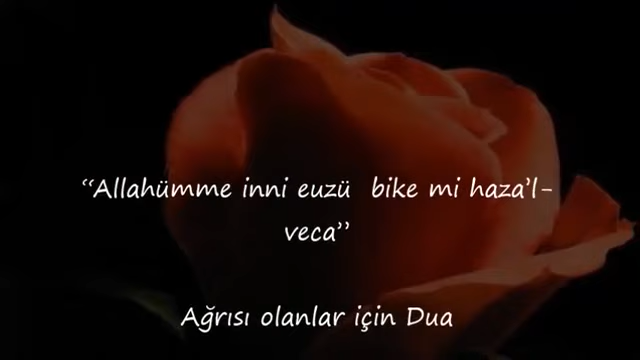 “Allahümme inni euzü bike mi haza’l-
veca”
Ağrısı olanlar için Dua